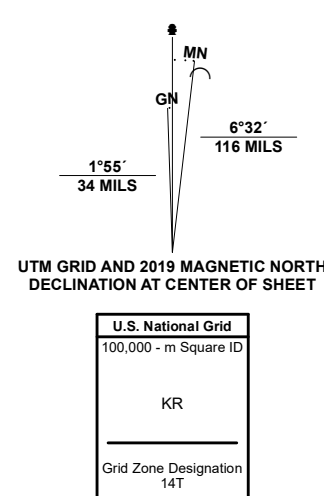 MN
GN
6°32´
116 MILS
1°55´
34 MILS
UTM GRID AND 2019 MAGNETIC NORTH
DECLINATION AT CENTER OF SHEET
U.S. National Grid
100,000 - m Square ID
KR
Grid Zone Designation
14T